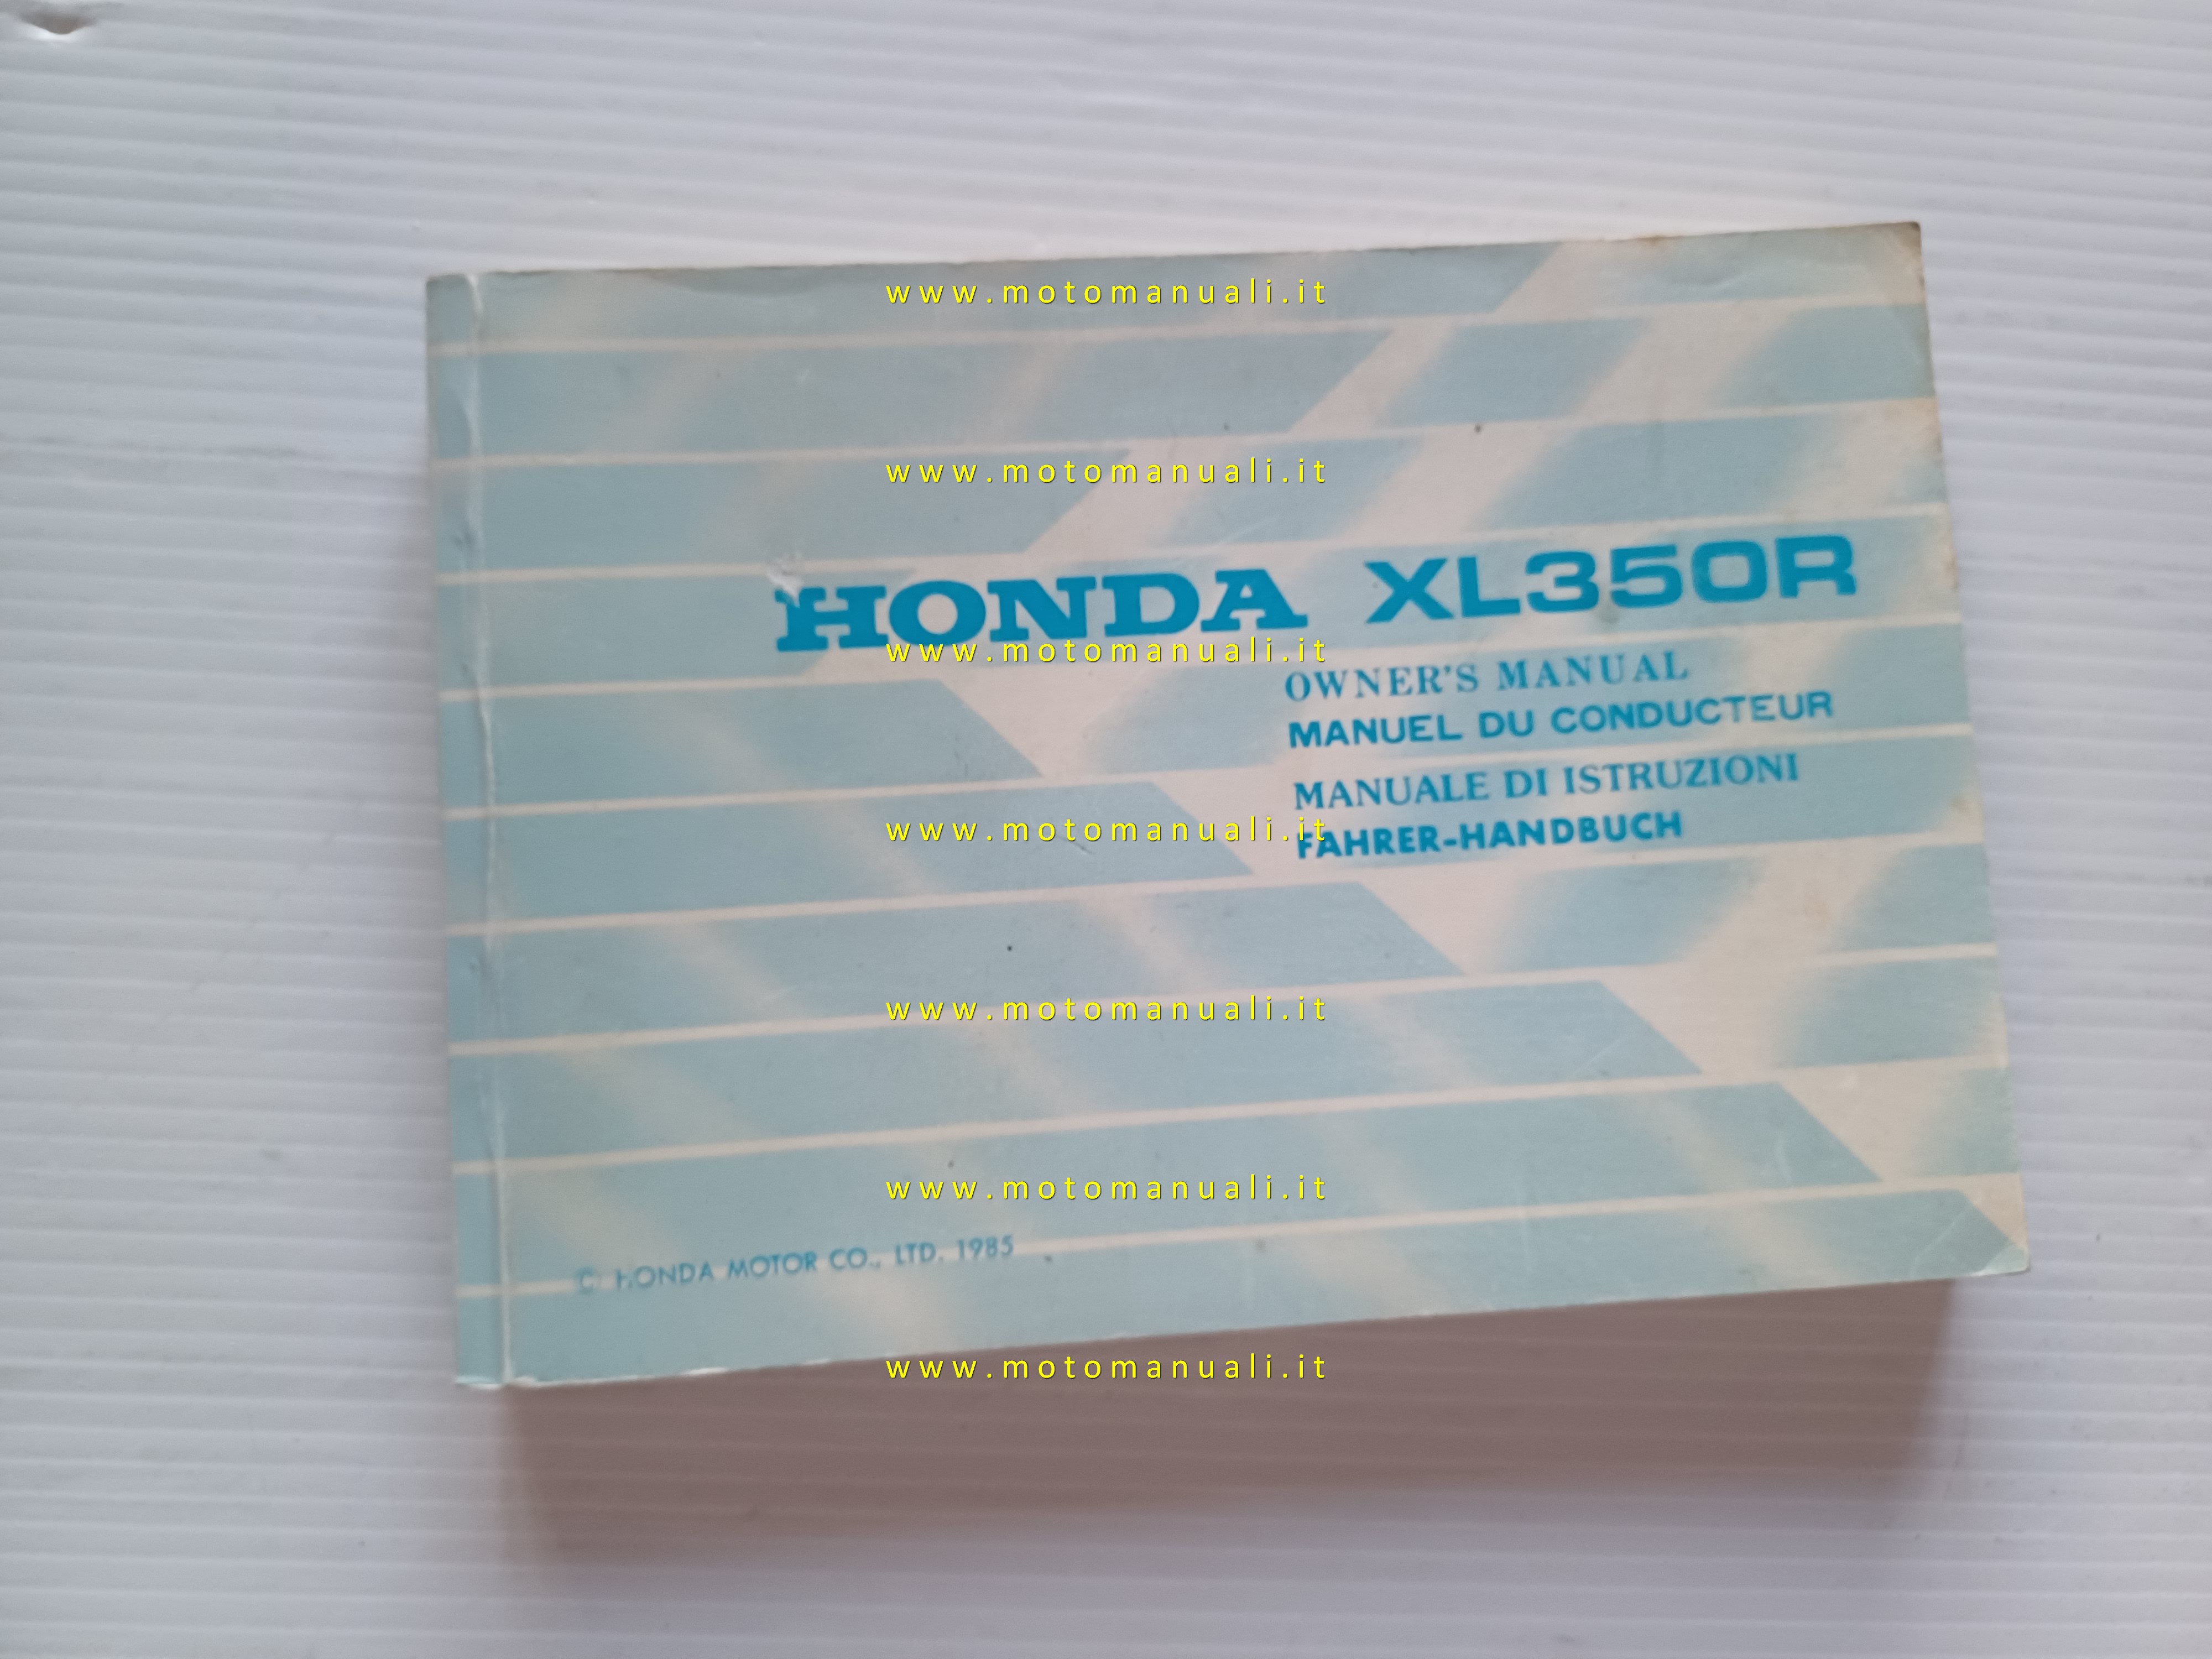 www.motomanuali.it
www.motomanuali.it
HONDA XL350R
www.motomanuali.it
OWNER'S MANUAL
MANUEL DU CONDUCTEUR
MANUALE DI ISTRUZIONI
www.motomanuali.it
FAHRER-HANDBUCH
www.motomanuali.it
www.motomanuali.it
© HONDA MOTOR CO., LTD. 1985
www.motomanuali.it